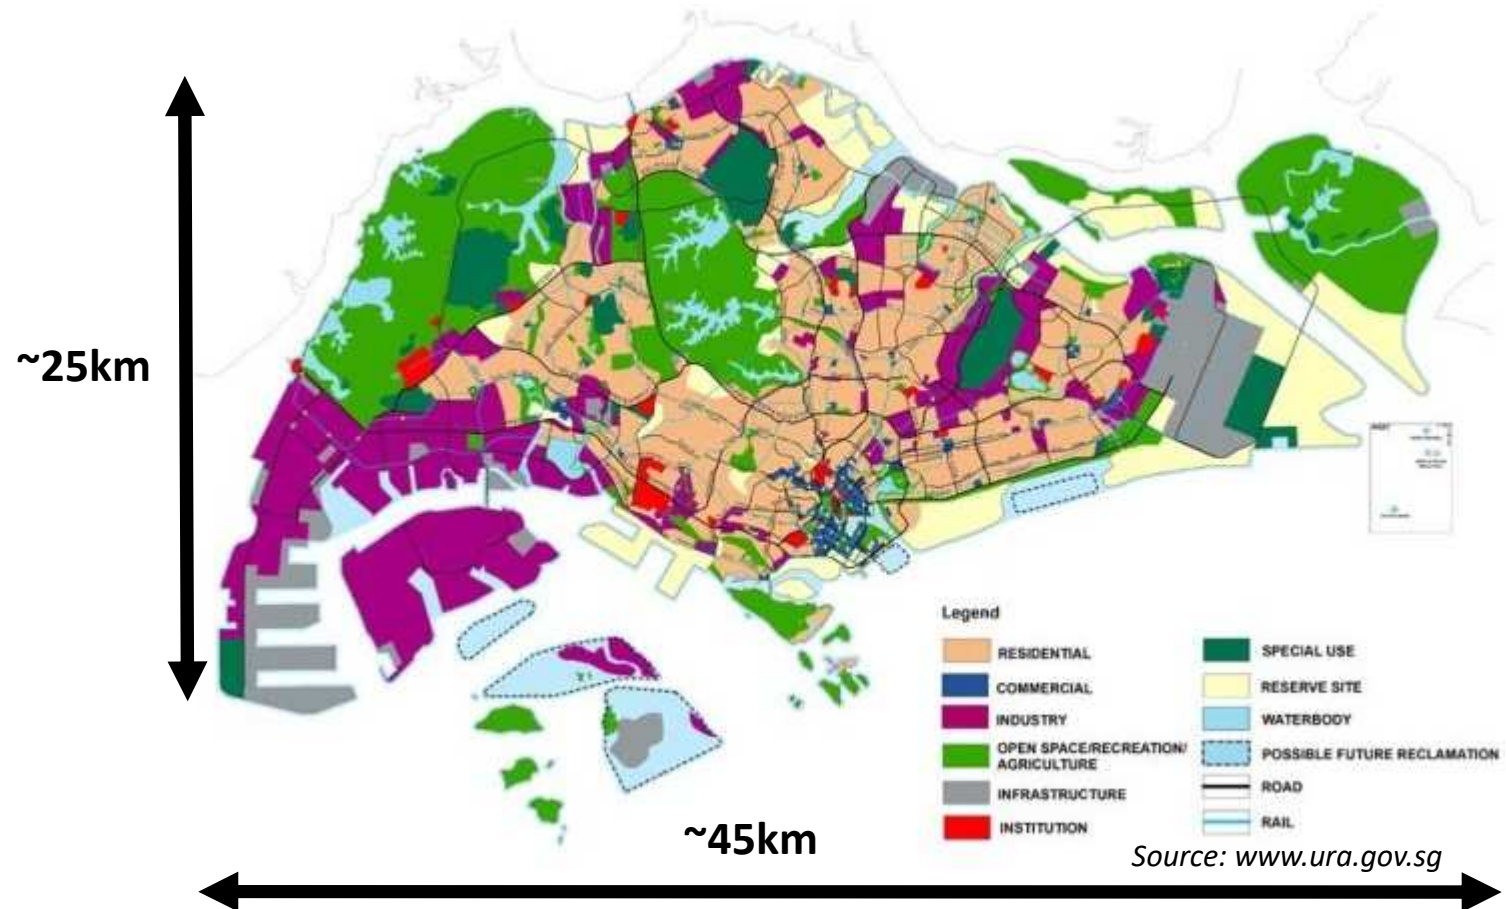 ~25km
Legend
RESIDENTIAL
COMMERCIAL
INDUSTRY
OPEN SPACE/RECREATION/
AGRICULTURE
INFRASTRUCTURE
INSTITUTION
SPECIAL USE
RESERVE SITE
WATERBODY
POSSIBLE FUTURE RECLAMATION
ROAD
RAIL
~45km
Source: www.ura.gov.sg